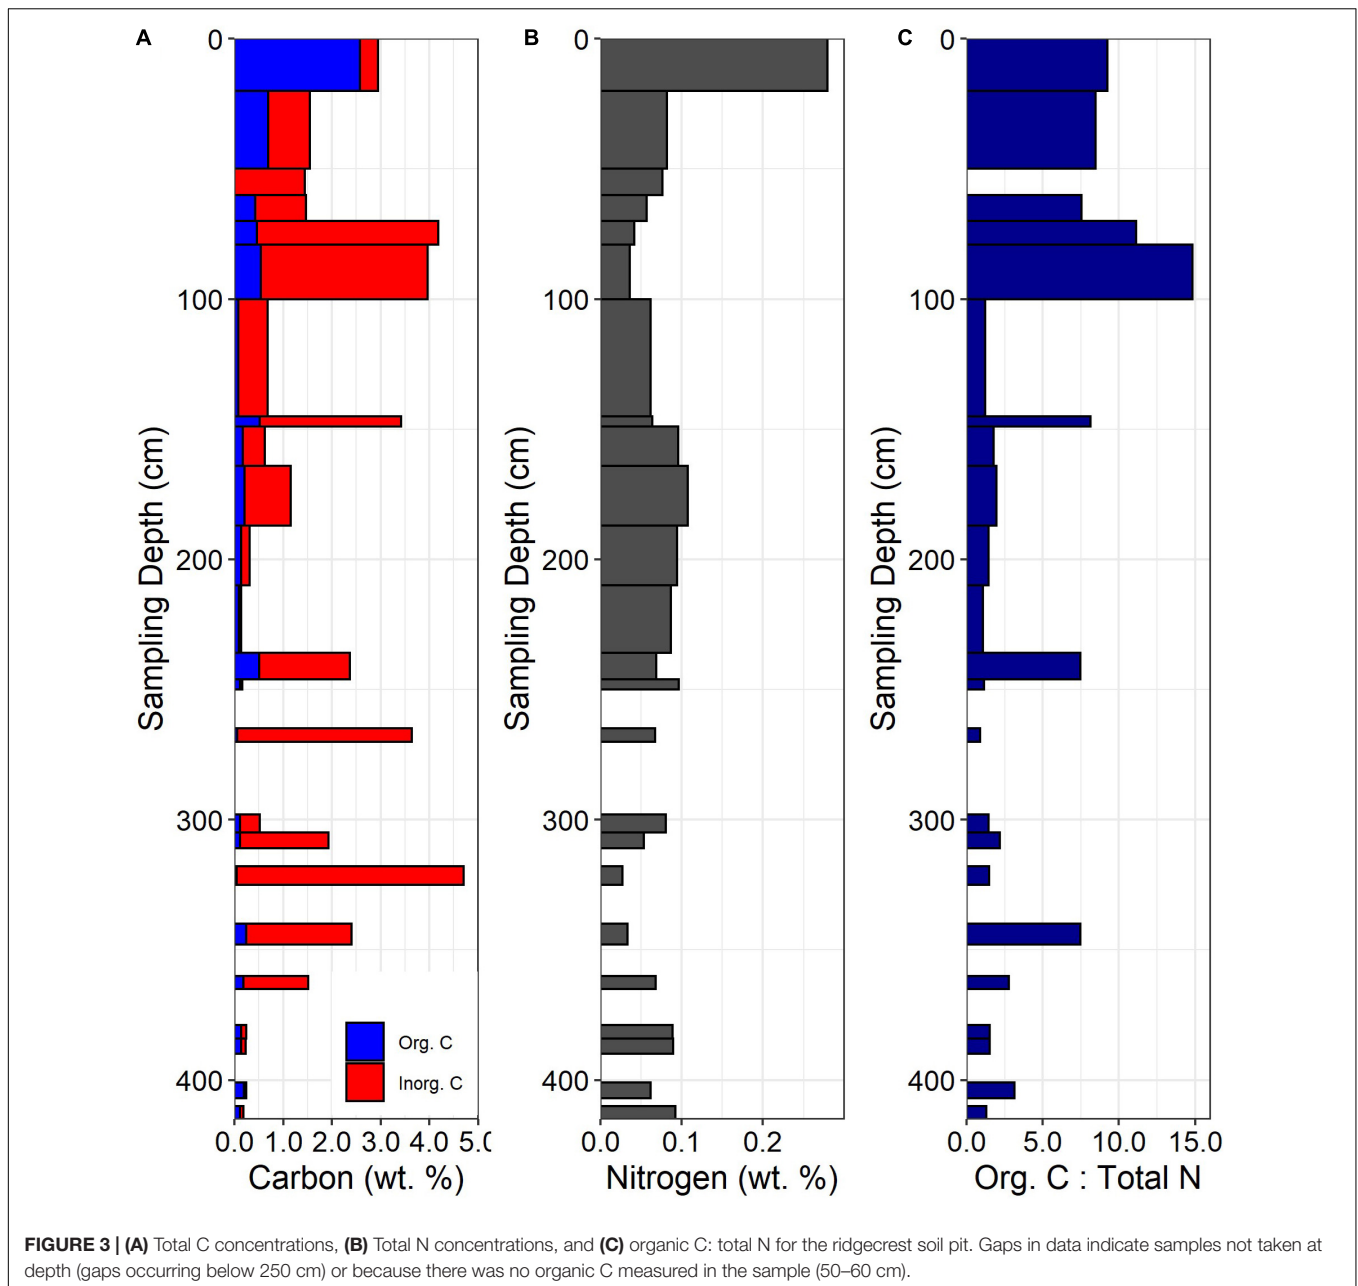 A
B
C
0
100
200
300
400
Sampling Depth (cm)
0.0 1.0 2.0 3.0 4.0 5.0
Carbon (wt. %)
Org. C
Inorg. C
0
100
200
300
400
Sampling Depth (cm)
0.0 0.1 0.2
Nitrogen (wt. %)
0
100
200
300
400
Sampling Depth (cm)
0.0 5.0 10.0 15.0
Org. C : Total N
FIGURE 3 | (A) Total C concentrations, (B) Total N concentrations, and (C) organic C: total N for the ridgecrest soil pit. Gaps in data indicate samples not taken at
depth (gaps occurring below 250 cm) or because there was no organic C measured in the sample (50–60 cm).